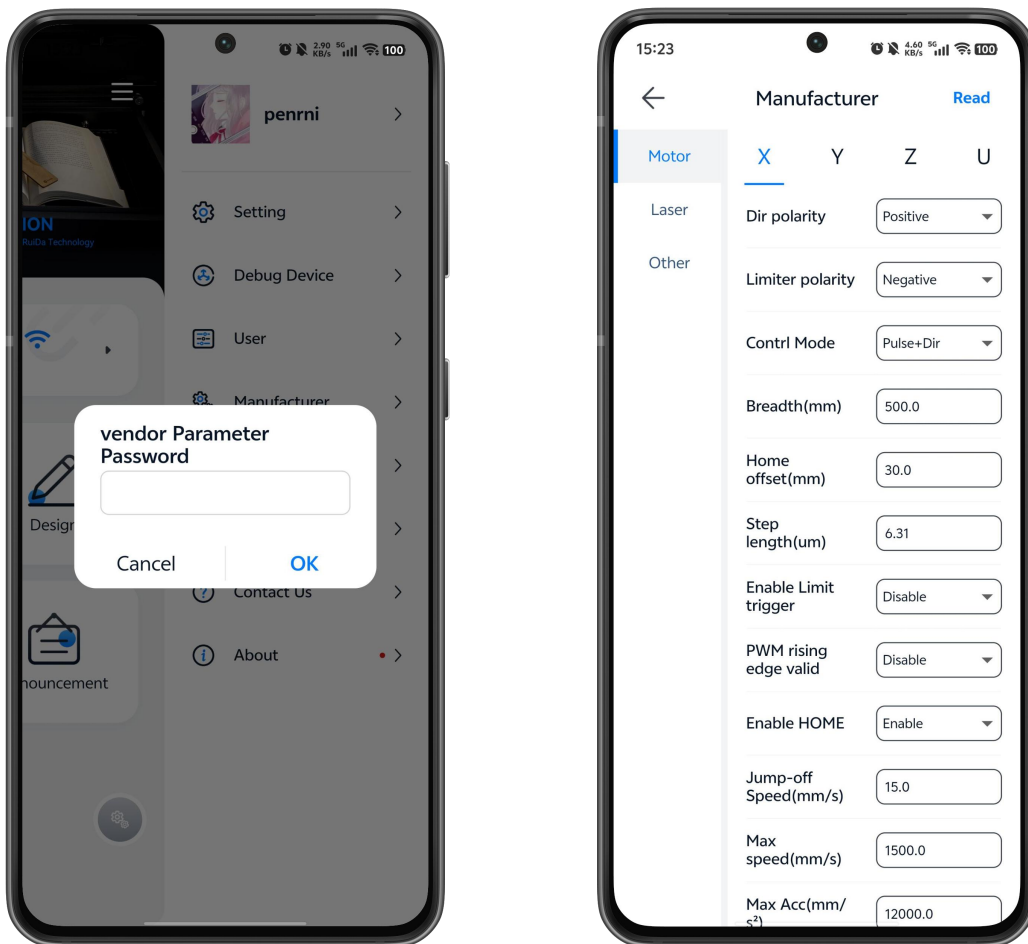 2.90
KB/s
5G
100
penrni
ION
RuiDa Technology
Setting
Debug Device
User
Manufacturer
vendor Parameter
Password
Cancel
OK
Design
Contact Us
About
nouncement
15:23
4.60
KB/s
5G
100
Manufacturer
Read
Motor
Laser
Other
X Y Z U
Dir polarity
Positive
Limiter polarity
Negative
Contrl Mode
Pulse+Dir
Breadth(mm)
500.0
Home
offset(mm)
30.0
Step
length(um)
6.31
Enable Limit
trigger
Disable
PWM rising
edge valid
Disable
Enable HOME
Enable
Jump-off
Speed(mm/s)
15.0
Max
speed(mm/s)
1500.0
Max Acc(mm/
s²)
12000.0